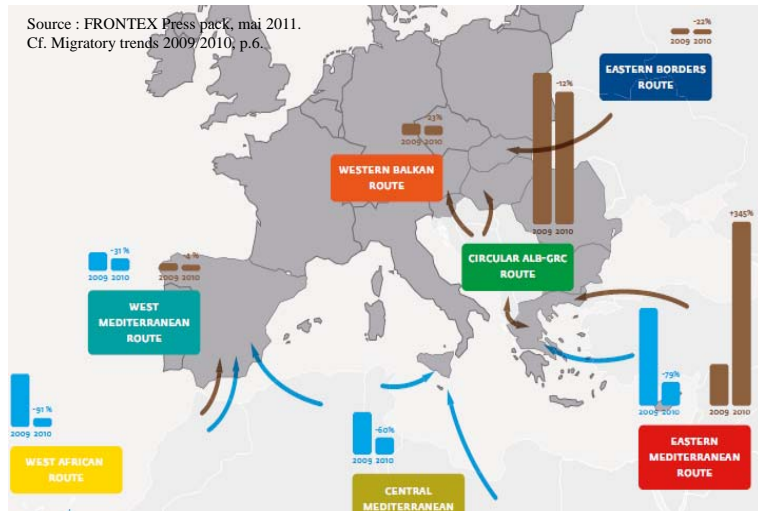 Source : FRONTEX Press pack, mai 2011.
Cf. Migratory trends 2009/2010, p.6.
-22%
2009 2010
EASTERN BORDERS
ROUTE
-12%
2009 2010
23%
2009 2010
WESTERN BALKAN
ROUTE
CIRCULAR ALB-GRC
ROUTE
-31%
2009 2010
-4%
2009 2010
WEST
MEDITERRANEAN
ROUTE
+345%
2009 2010
-79%
2009 2010
EASTERN
MEDITERRANEAN
ROUTE
-91%
2009 2010
WEST AFRICAN
ROUTE
-60%
2009 2010
CENTRAL
MEDITERRANEAN